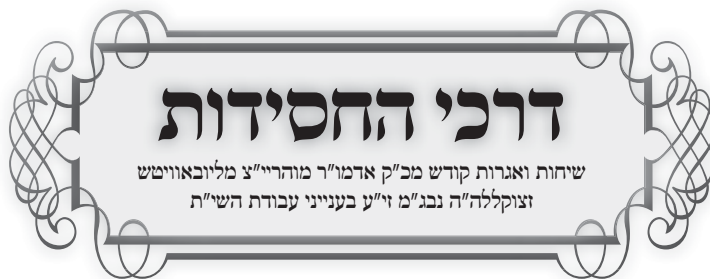 דרכי החסידות
שיחות ואגרות קודש מכ"ק אדמו"ר מוהריי"צ מליובאוויטש
זצוקללה"ה נבג"מ זי"ע בענייני עבודת השי"ת